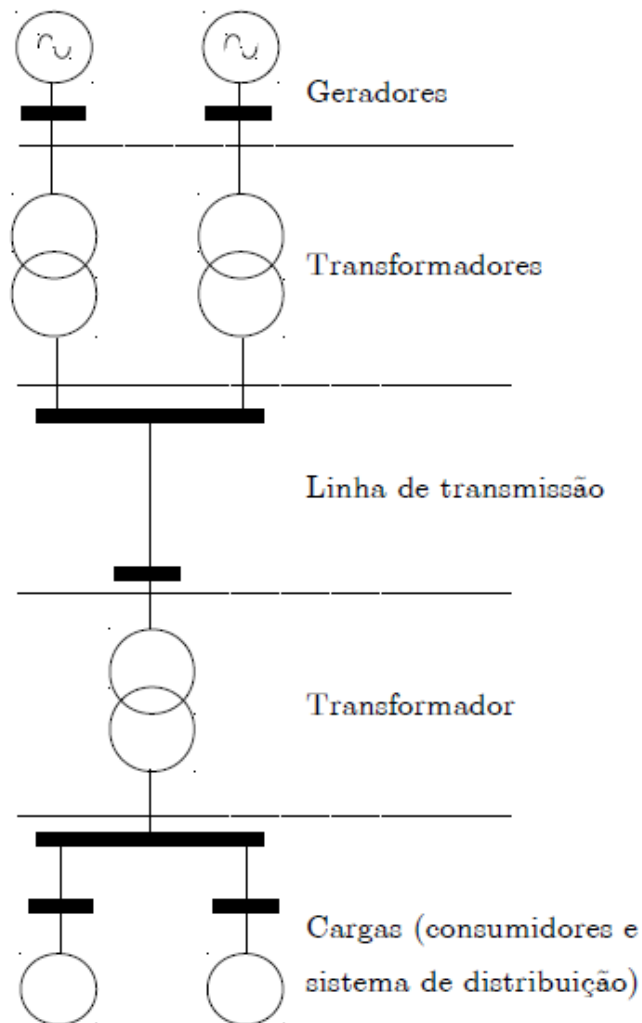 Geradores
Transformadores
Linha de transmissão
Transformador
Cargas (consumidores e
sistema de distribuição)